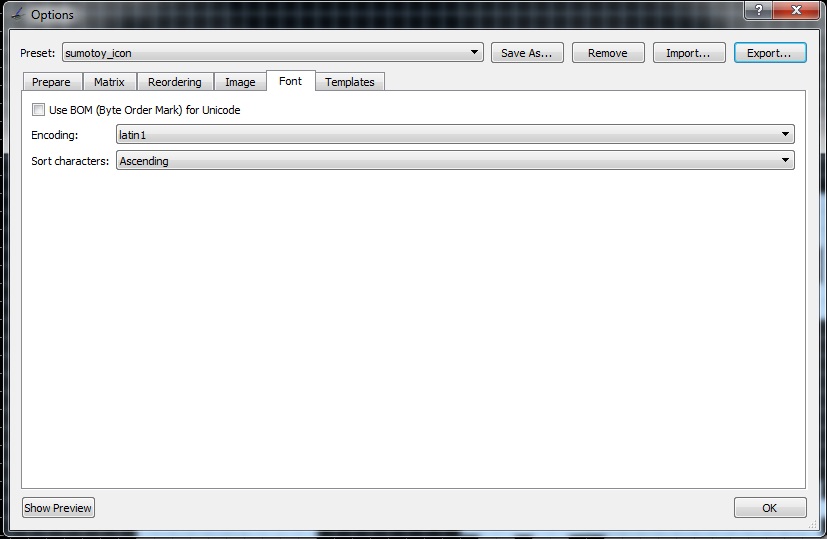 Options
Preset: sumotoy_icon Save As... Remove Import... Export...
Prepare Matrix Reordering Image Font Templates
Use BOM (Byte Order Mark) for Unicode
Encoding: latin1
Sort characters: Ascending
Show Preview OK